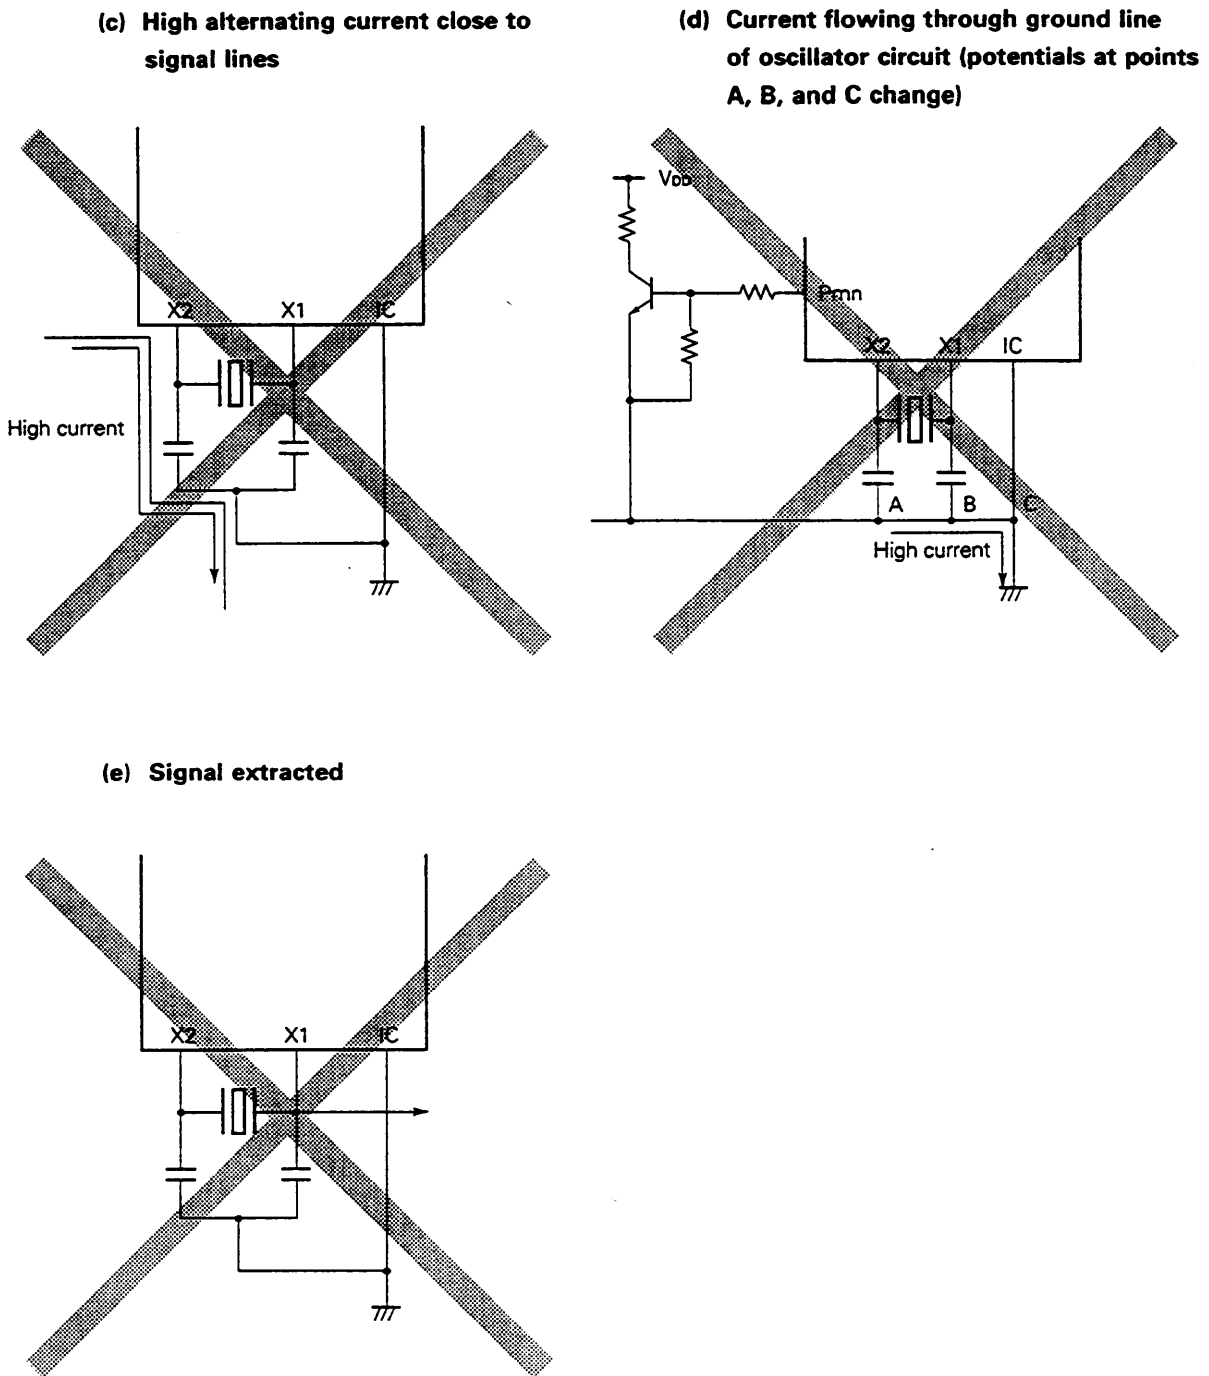 (c) High alternating current close to
signal lines
X2 X1 IC
High current
(d) Current flowing through ground line
of oscillator circuit (potentials at points
A, B, and C change)
VDD
Pmn
X2 X1 IC
A B C
High current
(e) Signal extracted
X2 X1 IC